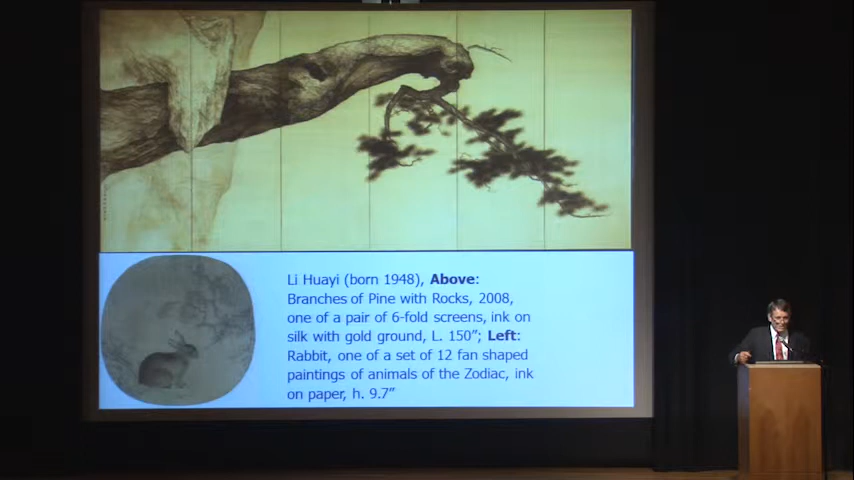 Li Huayi (born 1948), Above:
Branches of Pine with Rocks, 2008,
one of a pair of 6-fold screens, ink on
silk with gold ground, L. 150”; Left:
Rabbit, one of a set of 12 fan shaped
paintings of animals of the Zodiac, ink
on paper, h. 9.7”